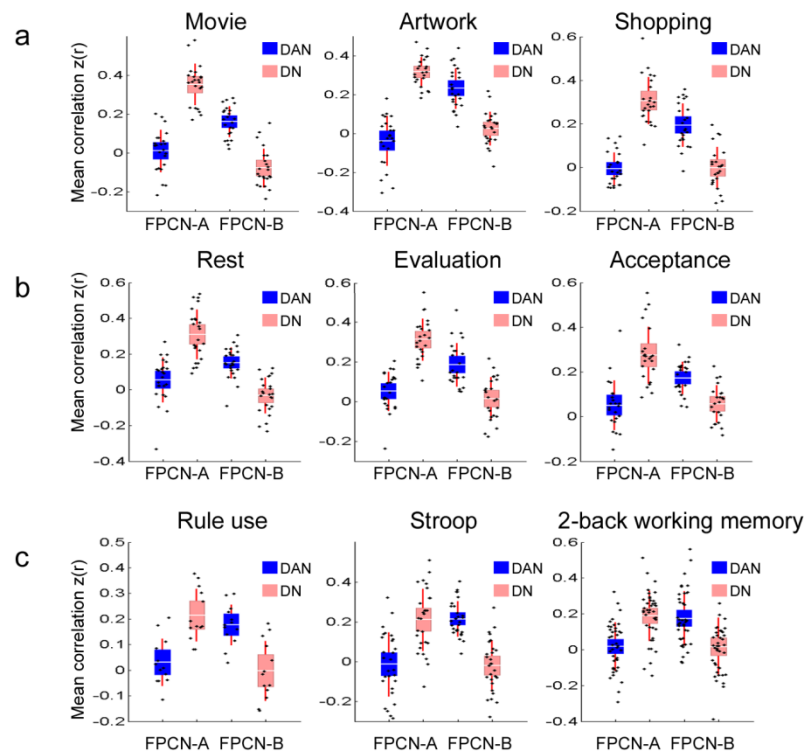 a
Movie
Artwork
Shopping
Mean correlation z(r)
0.4
0.2
0
-0.2
DAN
DN
FPCN-A FPCN-B
0.4
0.2
0
-0.2
-0.4
DAN
DN
FPCN-A FPCN-B
0.6
0.4
0.2
0
-0.2
DAN
DN
FPCN-A FPCN-B
b
Rest
Evaluation
Acceptance
Mean correlation z(r)
0.6
0.4
0.2
0
-0.2
-0.4
DAN
DN
FPCN-A FPCN-B
0.6
0.4
0.2
0
-0.2
DAN
DN
FPCN-A FPCN-B
0.6
0.4
0.2
0
-0.2
DAN
DN
FPCN-A FPCN-B
c
Rule use
Stroop
2-back working memory
Mean correlation z(r)
0.5
0.4
0.3
0.2
0.1
0
-0.1
-0.2
DAN
DN
FPCN-A FPCN-B
0.4
0.2
0
-0.2
DAN
DN
FPCN-A FPCN-B
0.6
0.4
0.2
0
-0.2
-0.4
DAN
DN
FPCN-A FPCN-B